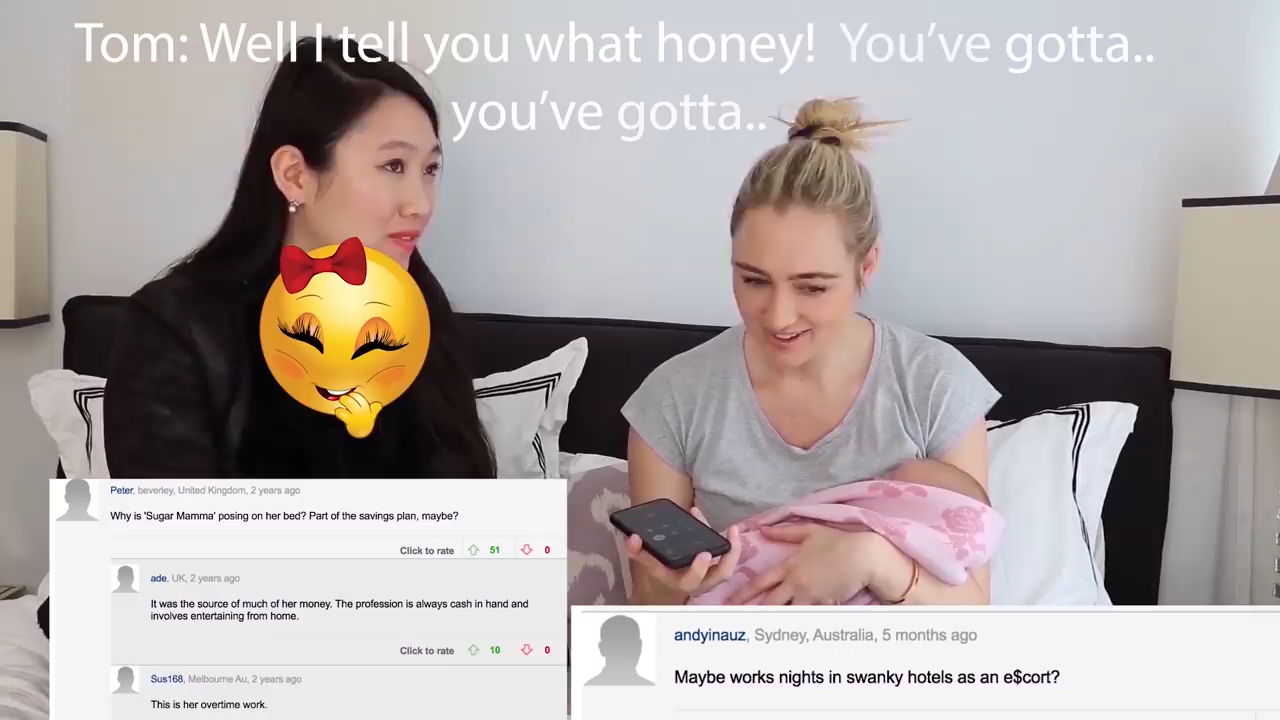 Tom: Well I tell you what honey!  You've gotta..
you've gotta..
Peter, beverley, United Kingdom, 2 years ago
Why is 'Sugar Mamma' posing on her bed? Part of the savings plan, maybe?
Click to rate 51 0
ade, UK, 2 years ago
It was the source of much of her money. The profession is always cash in hand and
involves entertaining from home.
Click to rate 10 0
Sus168, Melbourne Au, 2 years ago
This is her overtime work.
andyinauz, Sydney, Australia, 5 months ago
Maybe works nights in swanky hotels as an e$cort?